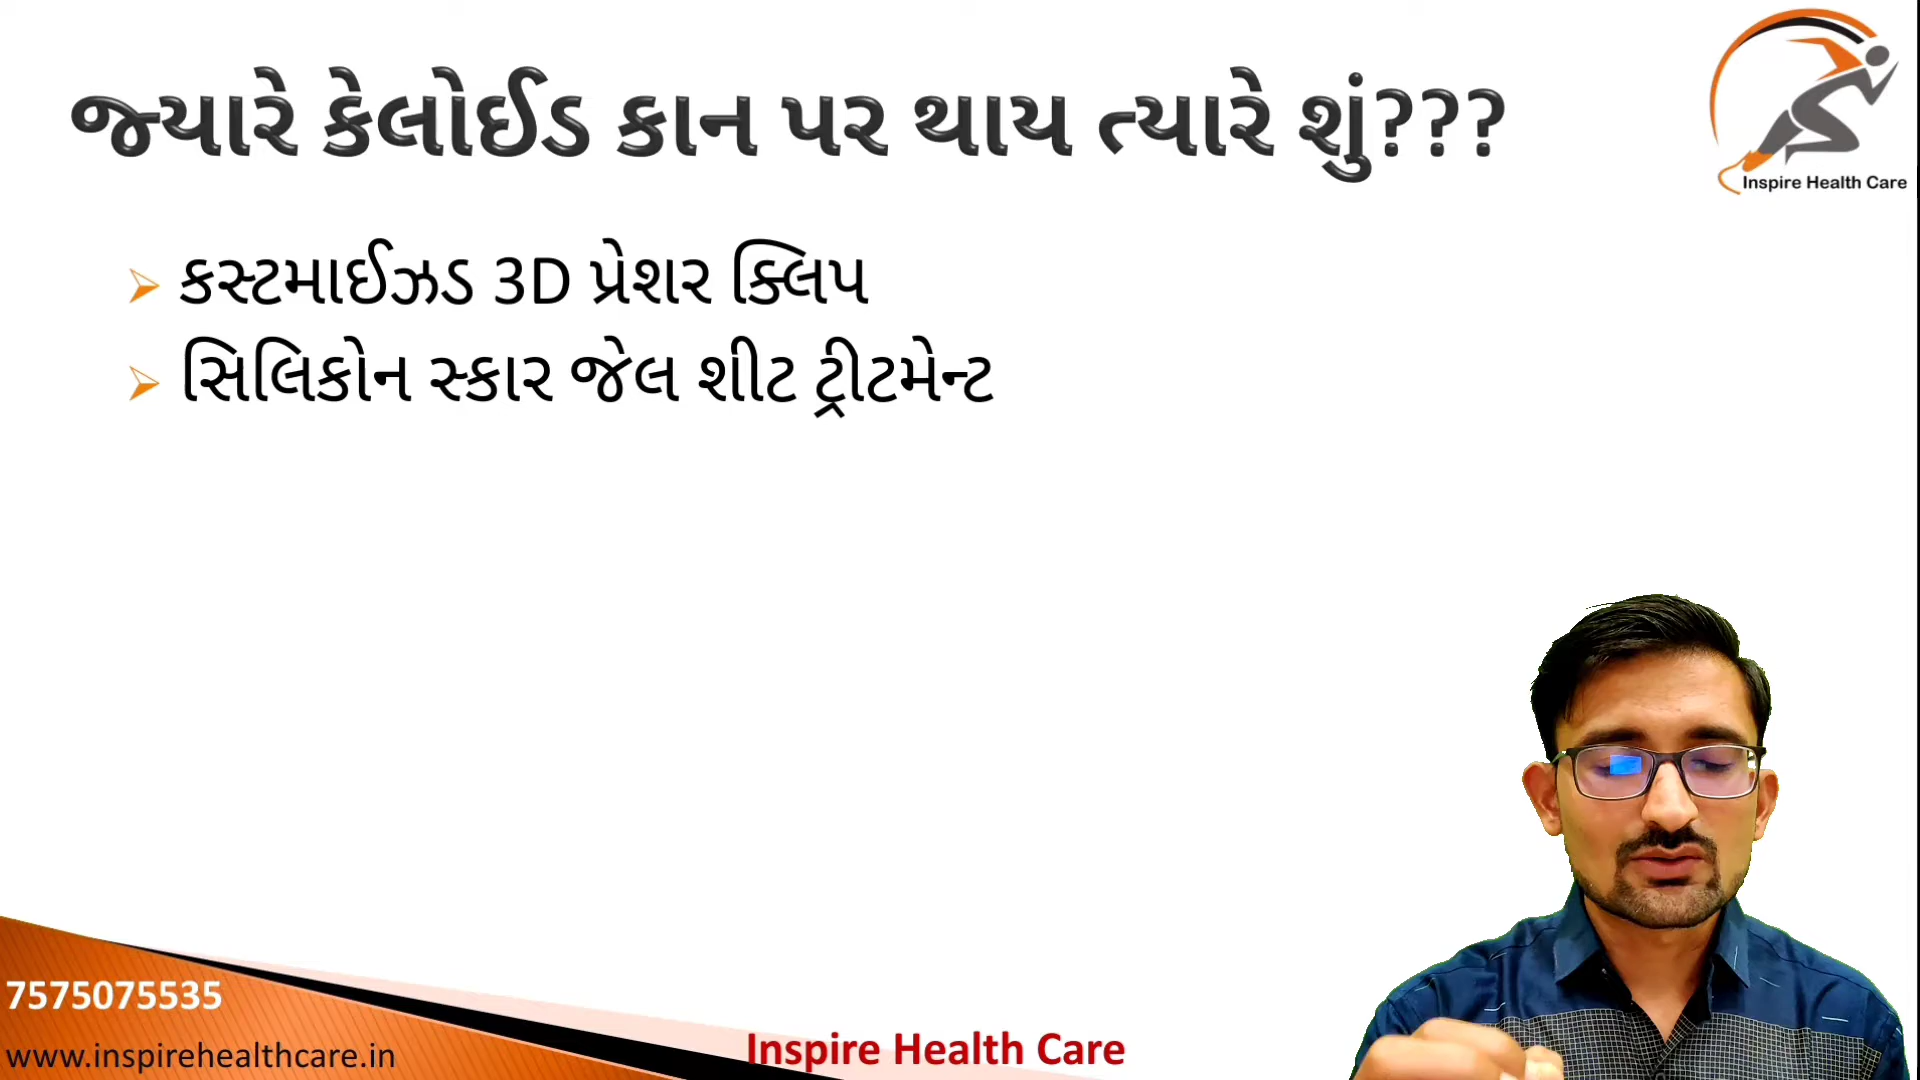 જ્યારે કેલોઈડ કાન પર થાય ત્યારે શું???
Inspire Health Care
કસ્ટમાઈઝડ 3D પ્રેશર ક્લિપ
સિલિકોન સ્કાર જેલ શીટ ટ્રીટમેન્ટ
7575075535
www.inspirehealthcare.in
Inspire Health Care